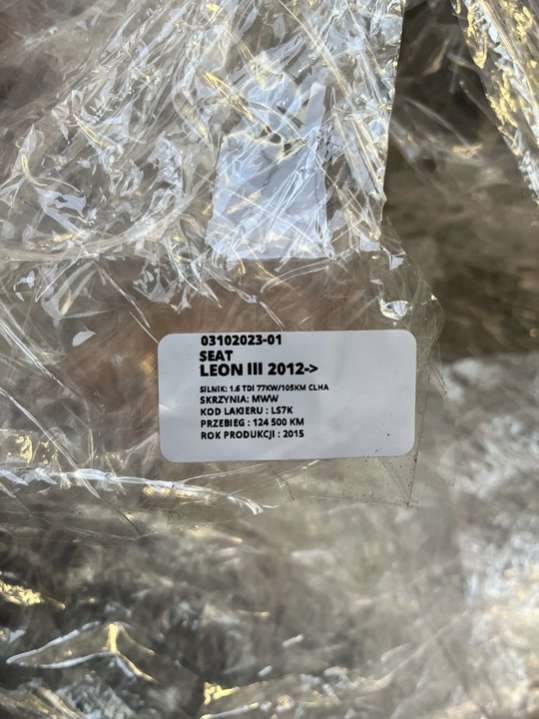 03102023-01
SEAT
LEON III 2012->
SILNIK: 1.6 TDI 77KW/105KM CLHA
SKRZYNIA: MWW
KOD LAKIERU : LS7K
PRZEBIEG : 124 500 KM
ROK PRODUKCJI : 2015